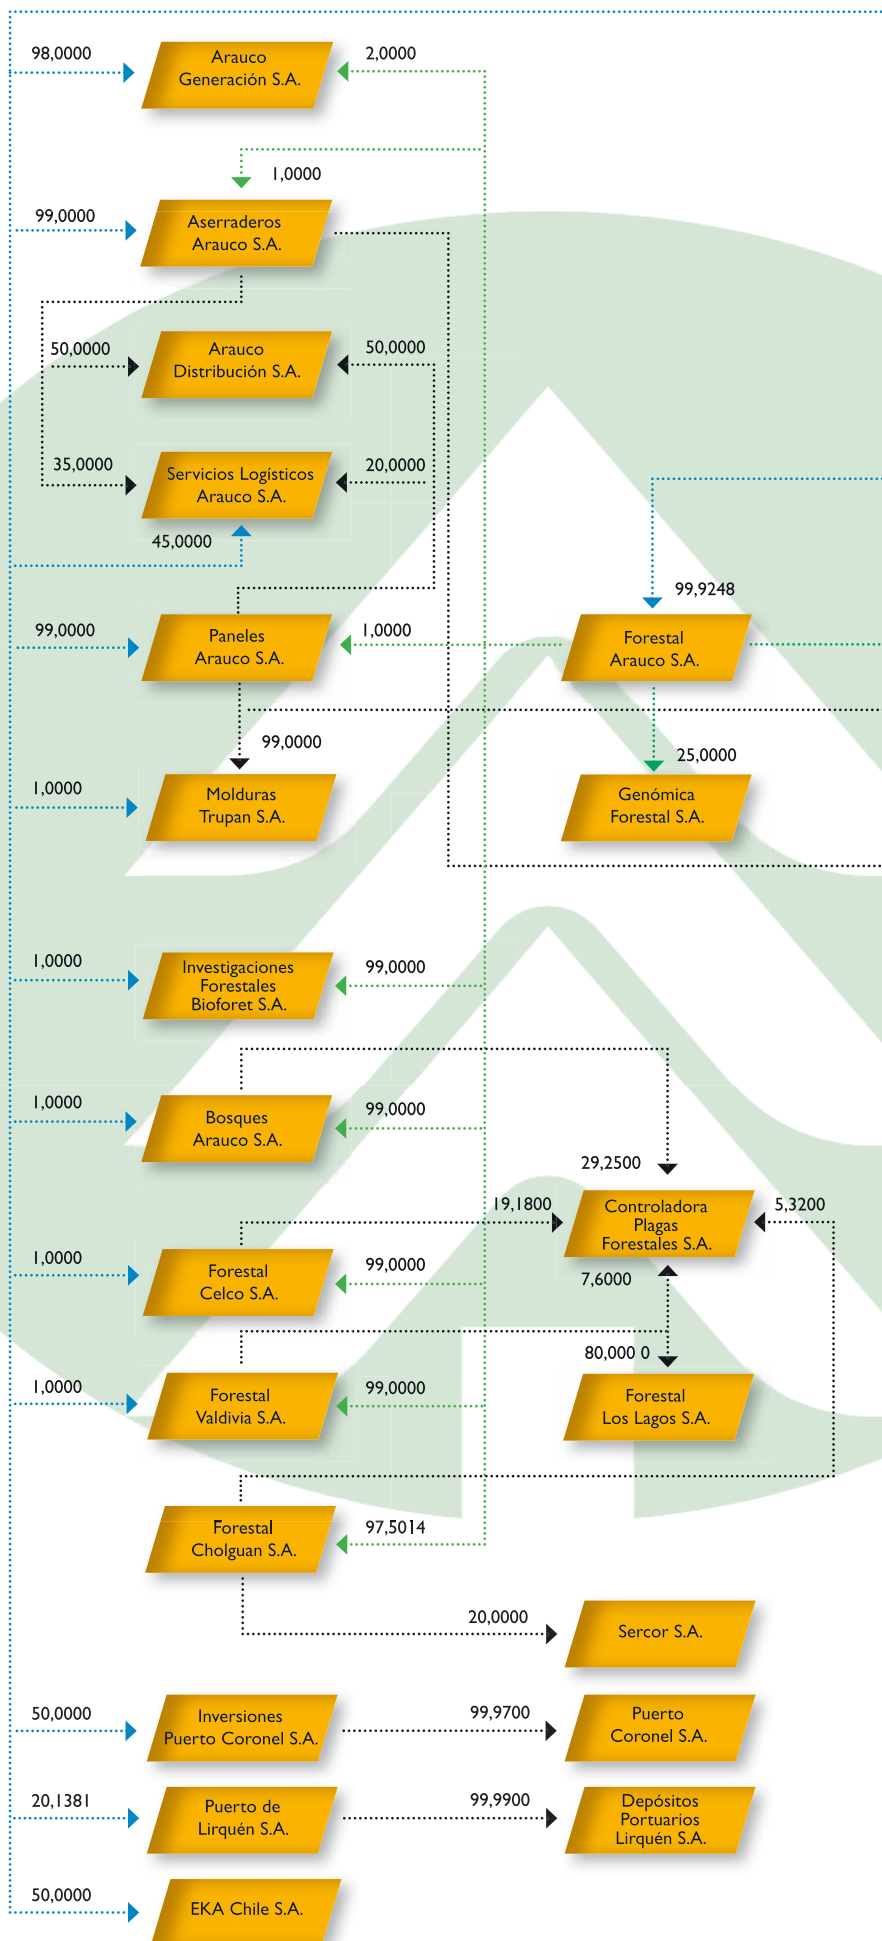 98,0000
Arauco
Generación S.A.
2,0000
1,0000
99,0000
Aserraderos
Arauco S.A.
50,0000
Arauco
Distribución S.A.
50,0000
35,0000
Servicios Logísticos
Arauco S.A.
20,0000
45,0000
99,9248
99,0000
Paneles
Arauco S.A.
1,0000
Forestal
Arauco S.A.
99,0000
25,0000
1,0000
Molduras
Trupan S.A.
Genómica
Forestal S.A.
1,0000
Investigaciones
Forestales
Bioforet S.A.
99,0000
1,0000
Bosques
Arauco S.A.
99,0000
29,2500
19,1800
Controladora
Plagas
Forestales S.A.
5,3200
1,0000
Forestal
Celco S.A.
99,0000
7,6000
80,000 0
1,0000
Forestal
Valdivia S.A.
99,0000
Forestal
Los Lagos S.A.
Forestal
Cholguan S.A.
97,5014
20,0000
Sercor S.A.
50,0000
Inversiones
Puerto Coronel S.A.
99,9700
Puerto
Coronel S.A.
20,1381
Puerto de
Lirquén S.A.
99,9900
Depósitos
Portuarios
Lirquén S.A.
50,0000
EKA Chile S.A.